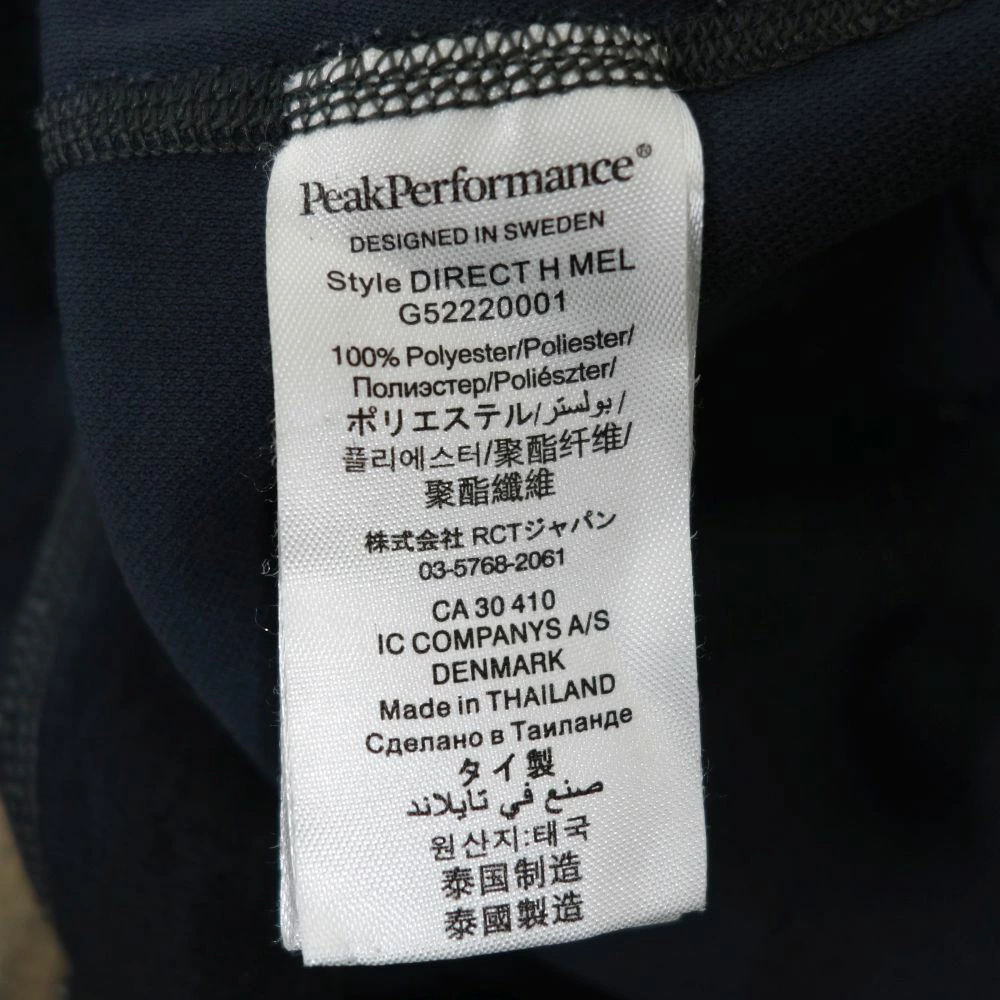 PeakPerformance®
DESIGNED IN SWEDEN
Style DIRECT H MEL
G52220001
100% Polyester/Poliester/
Полиэстер/Poliészter/
ポリエステル/بولستر/
폴리에스터/聚酯纤维/
聚酯纖維
株式会社 RCTジャパン
03-5768-2061
CA 30 410
IC COMPANYS A/S
DENMARK
Made in THAILAND
Сделано в Таиланде
タイ製
صنع في تايلاند
원산지:태국
泰国制造
泰國製造